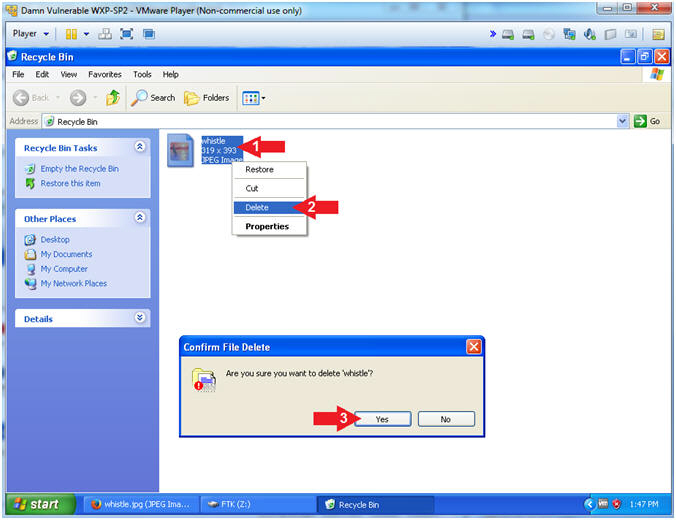 Damn Vulnerable WXP-SP2 - VMware Player (Non-commercial use only)
Player
Recycle Bin
File Edit View Favorites Tools Help
Back Search Folders
Address Recycle Bin Go
Recycle Bin Tasks
Empty the Recycle Bin
Restore this item
Other Places
Desktop
My Documents
My Computer
My Network Places
Details
whistle
319 x 393
JPEG Image
1
Restore
Cut
Delete
2
Properties
Confirm File Delete
Are you sure you want to delete 'whistle'?
3 Yes No
start whistle.jpg (JPEG Ima... FTK (Z:) Recycle Bin 1:47 PM